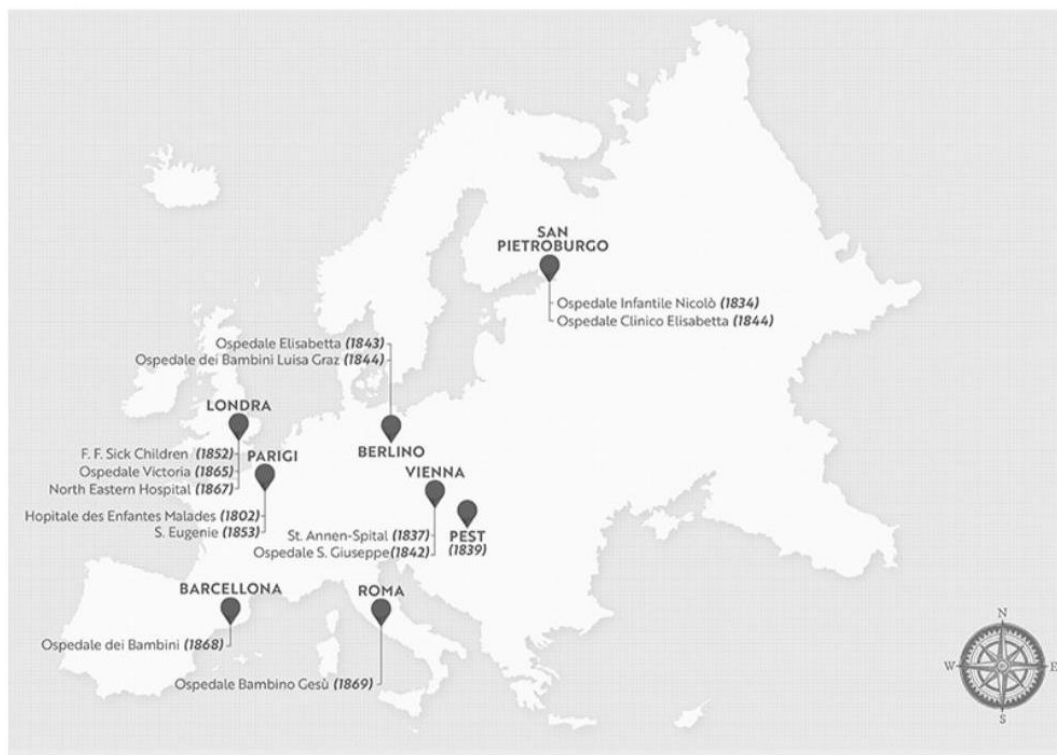 SAN
PIETROBURGO
Ospedale Infantile Nicolò (1834)
Ospedale Clinico Elisabetta (1844)
Ospedale Elisabetta (1843)
Ospedale dei Bambini Luisa Graz (1844)
BERLINO
LONDRA
F. F. Sick Children (1852)
Ospedale Victoria (1865)
North Eastern Hospital (1867)
PARIGI
Hopitale des Enfantes Malades (1802)
S. Eugenie (1853)
VIENNA
St. Annen-Spital (1837)
Ospedale S. Giuseppe(1842)
PEST
(1839)
BARCELLONA
Ospedale dei Bambini (1868)
ROMA
Ospedale Bambino Gesù (1869)
N
W
E
S